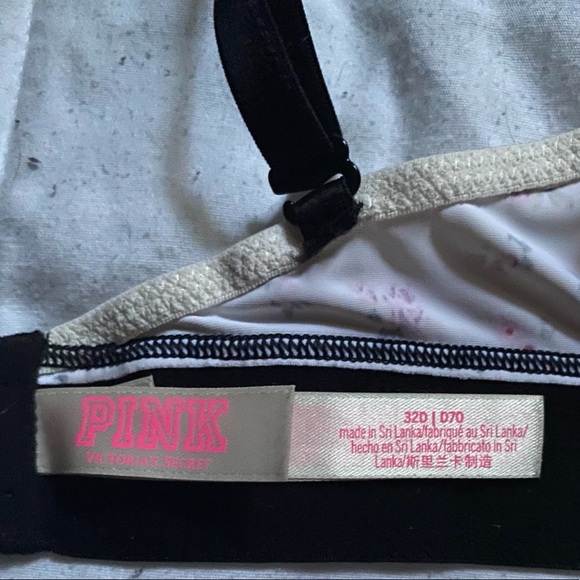 PINK
VICTORIA'S SECRET
32D | D70
made in Sri Lanka/fabriqué au Sri Lanka/
hecho en Sri Lanka/fabbricato in Sri
Lanka/斯里兰卡制造